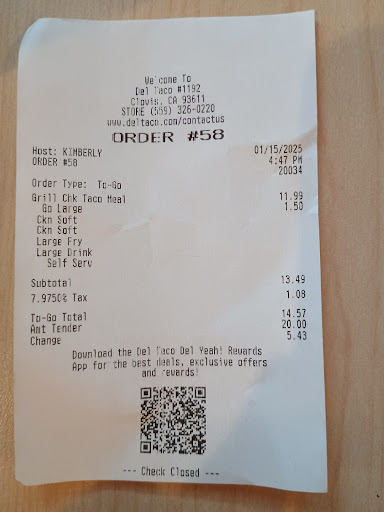 Welcome To
Del Taco #1192
Clovis, CA 93611
STORE (559) 326-0220
www.deltaco.com/contactus
ORDER #58
Host: KIMBERLY 01/15/2025
ORDER #58 4:47 PM
20034
Order Type: To-Go
Grill Chk Taco Meal 11.99
Go Large 1.50
Ckn Soft
Ckn Soft
Large Fry
Large Drink
Self Serv
Subtotal 13.49
7.9750% Tax 1.08
To-Go Total 14.57
Amt Tender 20.00
Change 5.43
Download the Del Taco Del Yeah! Rewards
App for the best deals, exclusive offers
and rewards!
--- Check Closed ---